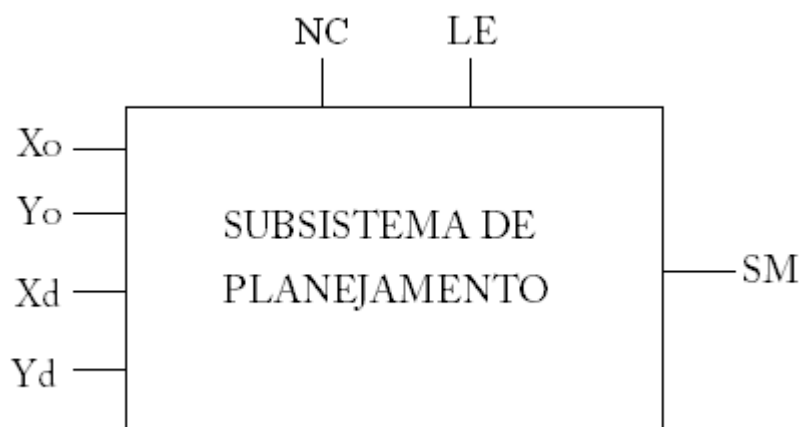 NC LE
Xo
Yo
SUBSISTEMA DE
SM
Xd
PLANEJAMENTO
Yd